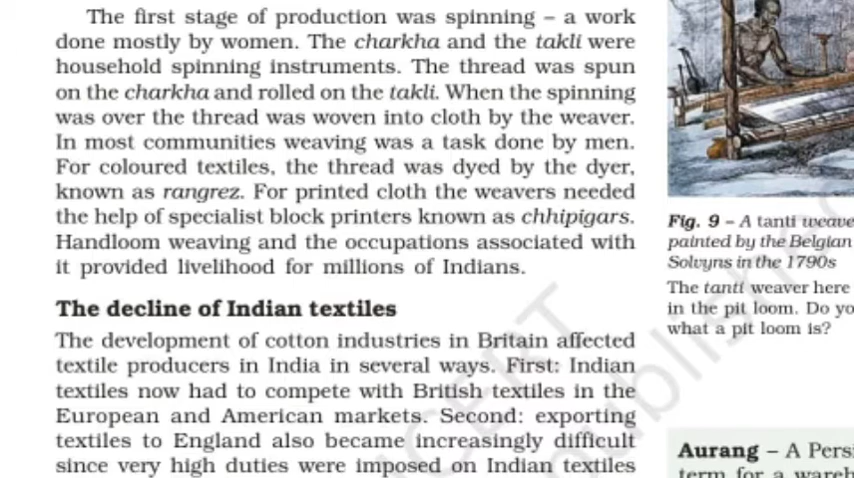 The first stage of production was spinning – a work
done mostly by women. The charkha and the takli were
household spinning instruments. The thread was spun
on the charkha and rolled on the takli. When the spinning
was over the thread was woven into cloth by the weaver.
In most communities weaving was a task done by men.
For coloured textiles, the thread was dyed by the dyer,
known as rangrez. For printed cloth the weavers needed
the help of specialist block printers known as chhipigars.
Handloom weaving and the occupations associated with
it provided livelihood for millions of Indians.
The decline of Indian textiles
The development of cotton industries in Britain affected
textile producers in India in several ways. First: Indian
textiles now had to compete with British textiles in the
European and American markets. Second: exporting
textiles to England also became increasingly difficult
since very high duties were imposed on Indian textiles
Fig. 9 – A tanti weave
painted by the Belgian
Solvyns in the 1790s
The tanti weaver here
in the pit loom. Do yo
what a pit loom is?
Aurang – A Persi
term for a wareh